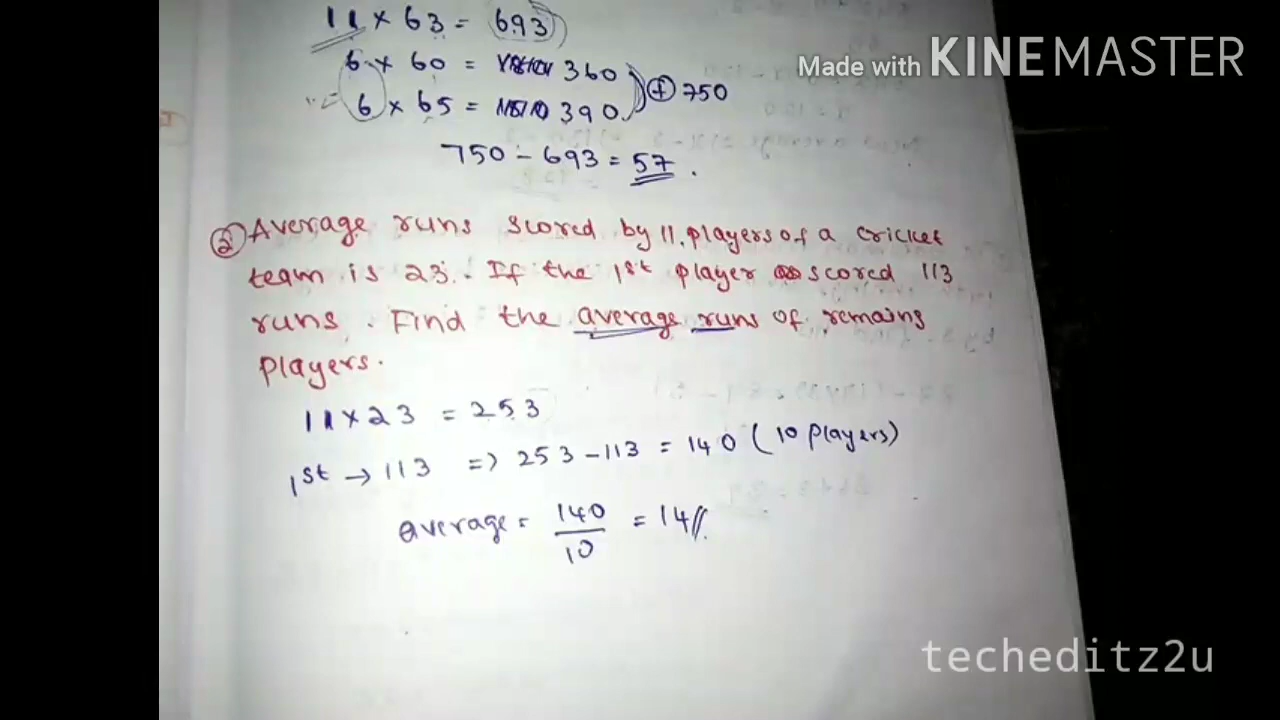 11 × 63 = 693
Made with KINEMASTER
6 × 60 = 360
6 × 65 = 390 + 750
750 - 693 = 57.
② Average runs scored by 11 players of a cricket
team is 23. If the 1st player scored 113
runs. Find the average runs of remains
players.
11 × 23 = 253
1st → 113 => 253 - 113 = 140 (10 players)
average = 140/10 = 14//.
techeditz2u